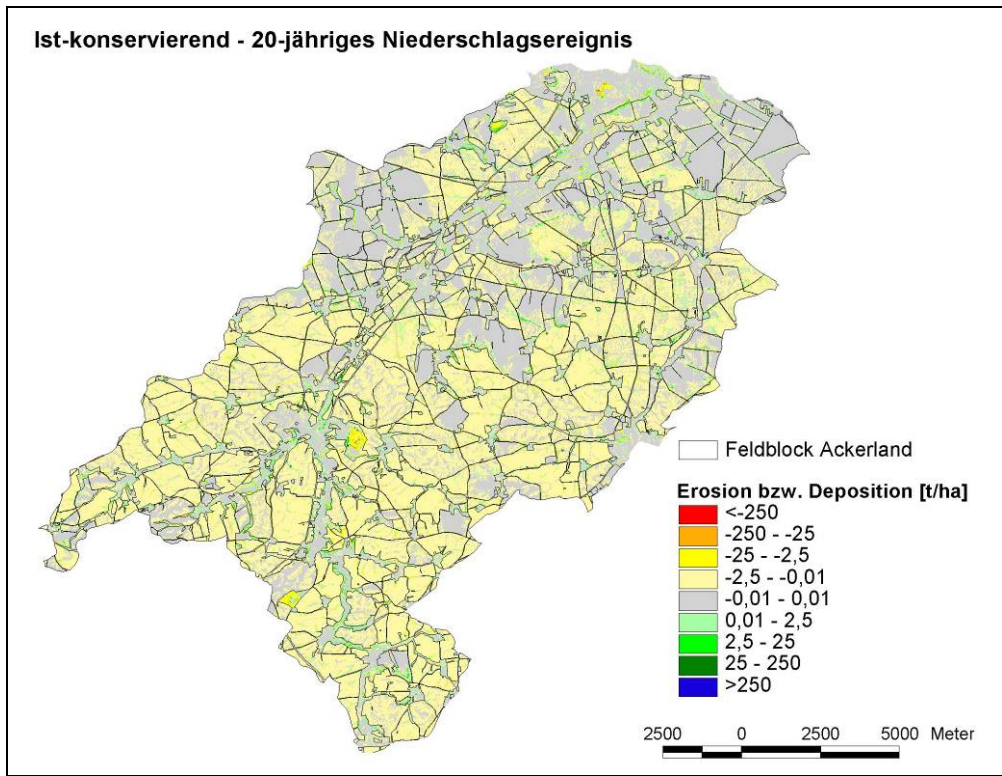 Ist-konservierend - 20-jähriges Niederschlagsereignis
Feldblock Ackerland
Erosion bzw. Deposition [t/ha]
<-250
-250 - -25
-25 - -2,5
-2,5 - -0,01
-0,01 - 0,01
0,01 - 2,5
2,5 - 25
25 - 250
>250
2500 0 2500 5000 Meter